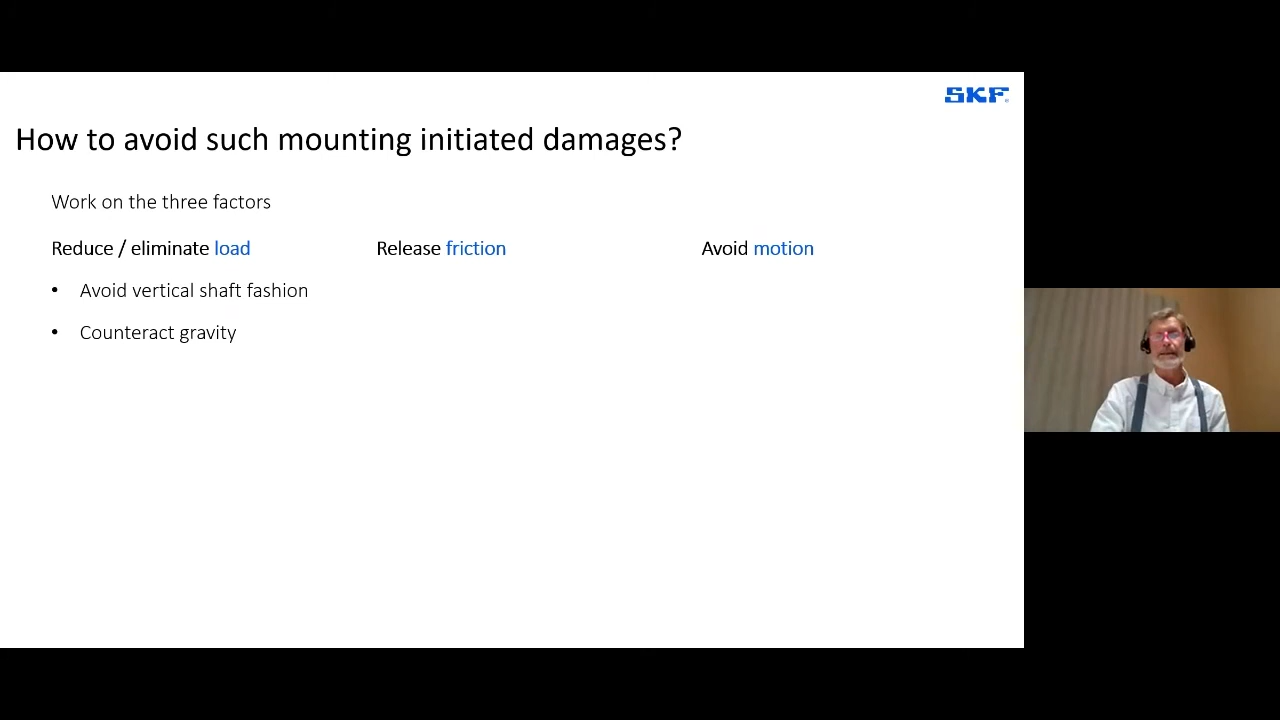 SKF
How to avoid such mounting initiated damages?
Work on the three factors
Reduce / eliminate load
Release friction
Avoid motion
• Avoid vertical shaft fashion
• Counteract gravity